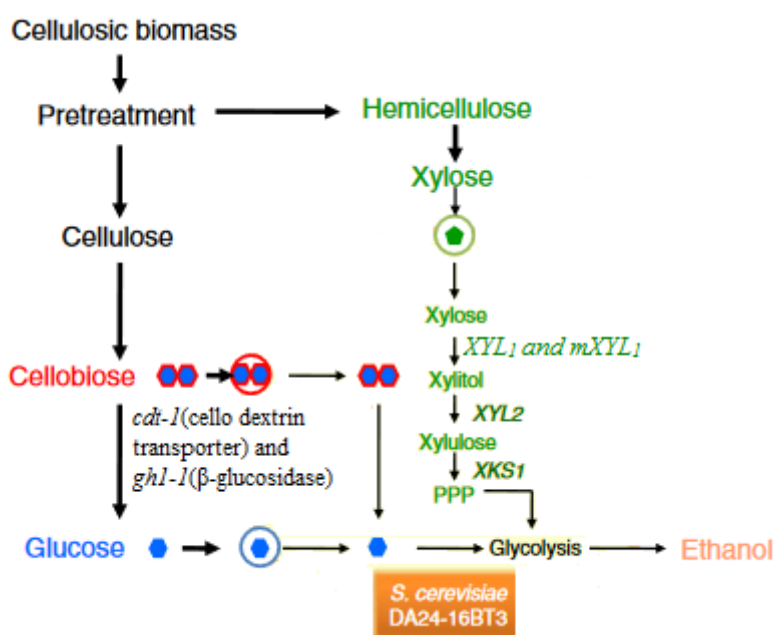 Cellulosic biomass
Pretreatment
Hemicellulose
Xylose
Cellulose
Xylose
XYL1 and mXYL1
Cellobiose
Xylitol
cdt-1(cello dextrin
transporter) and
gh1-1(β-glucosidase)
XYL2
Xylulose
XKS1
PPP
Glucose
Glycolysis
Ethanol
S. cerevisiae
DA24-16BT3